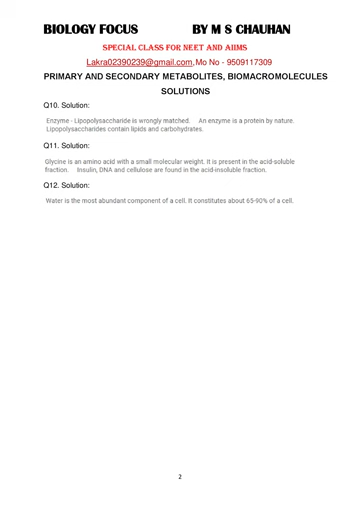 BIOLOGY FOCUS BY M S CHAUHAN
SPECIAL CLASS FOR NEET AND AIIMS
Lakra02390239@gmail.com, Mo No - 9509117309
PRIMARY AND SECONDARY METABOLITES, BIOMACROMOLECULES
SOLUTIONS
Q10. Solution:
Enzyme - Lipopolysaccharide is wrongly matched. An enzyme is a protein by nature.
Lipopolysaccharides contain lipids and carbohydrates.
Q11. Solution:
Glycine is an amino acid with a small molecular weight. It is present in the acid-soluble
fraction. Insulin, DNA and cellulose are found in the acid-insoluble fraction.
Q12. Solution:
Water is the most abundant component of a cell. It constitutes about 65-90% of a cell.
2